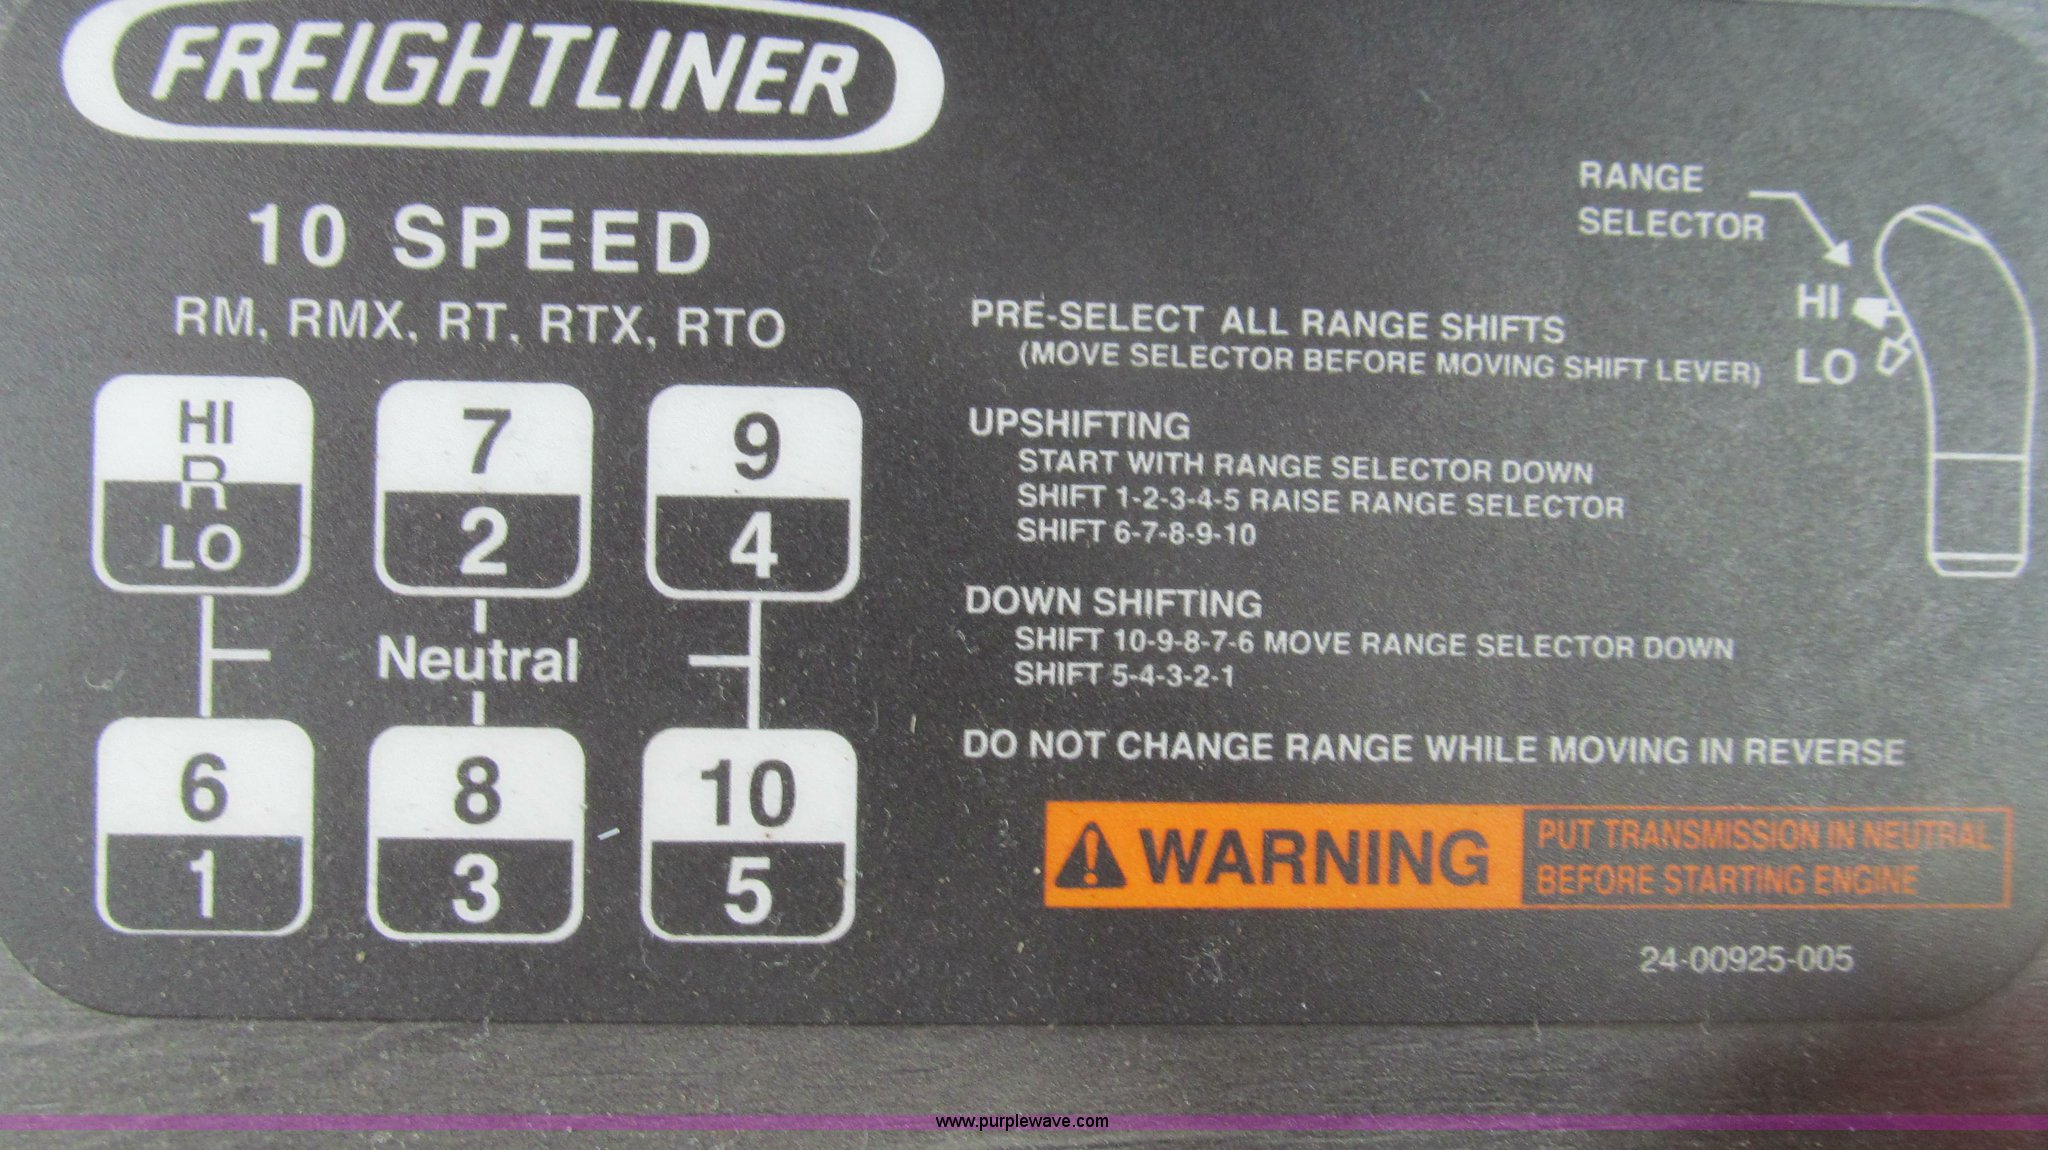 FREIGHTLINER
10 SPEED
RM, RMX, RT, RTX, RTO
HI
R
LO
7
2
9
4
Neutral
6
1
8
3
10
5
RANGE
SELECTOR
HI
LO
PRE-SELECT ALL RANGE SHIFTS
(MOVE SELECTOR BEFORE MOVING SHIFT LEVER)
UPSHIFTING
START WITH RANGE SELECTOR DOWN
SHIFT 1-2-3-4-5 RAISE RANGE SELECTOR
SHIFT 6-7-8-9-10
DOWN SHIFTING
SHIFT 10-9-8-7-6 MOVE RANGE SELECTOR DOWN
SHIFT 5-4-3-2-1
DO NOT CHANGE RANGE WHILE MOVING IN REVERSE
WARNING
PUT TRANSMISSION IN NEUTRAL
BEFORE STARTING ENGINE
24-00925-005
www.purplewave.com